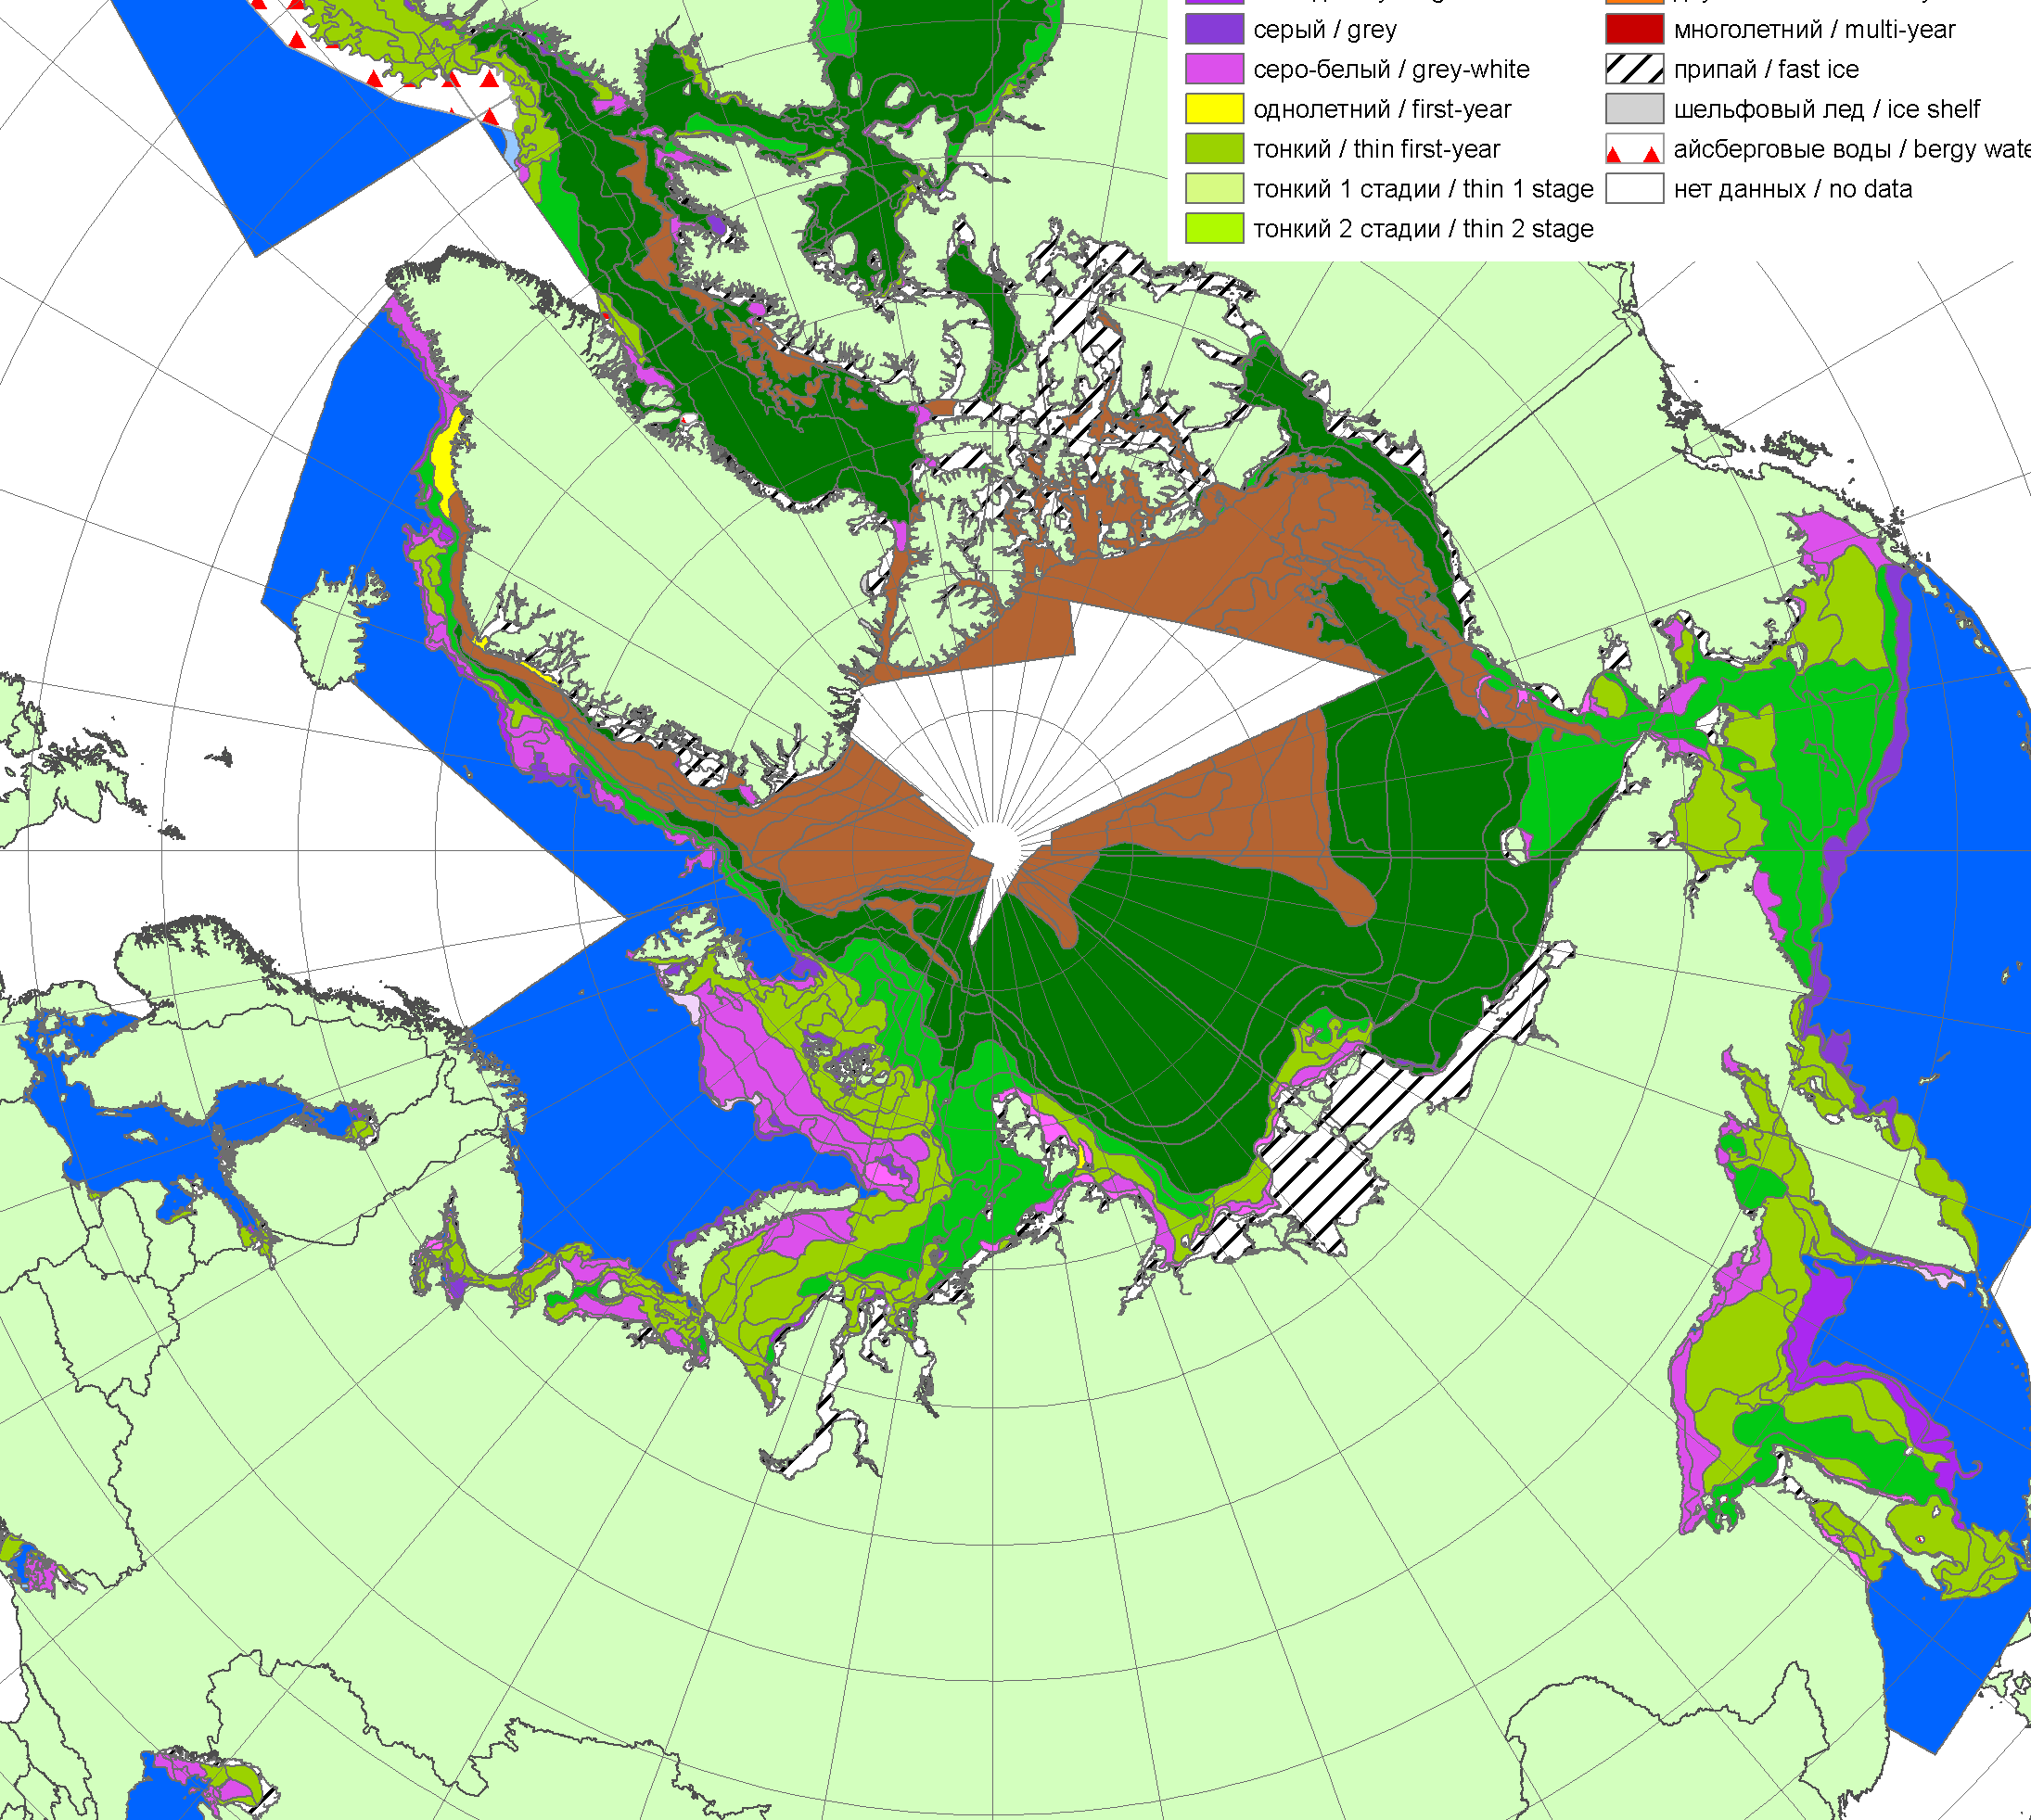 серый / grey
серо-белый / grey-white
однолетний / first-year
тонкий / thin first-year
тонкий 1 стадии / thin 1 stage
тонкий 2 стадии / thin 2 stage
многолетний / multi-year
припай / fast ice
шельфовый лед / ice shelf
айсберговые воды / bergy wate
нет данных / no data